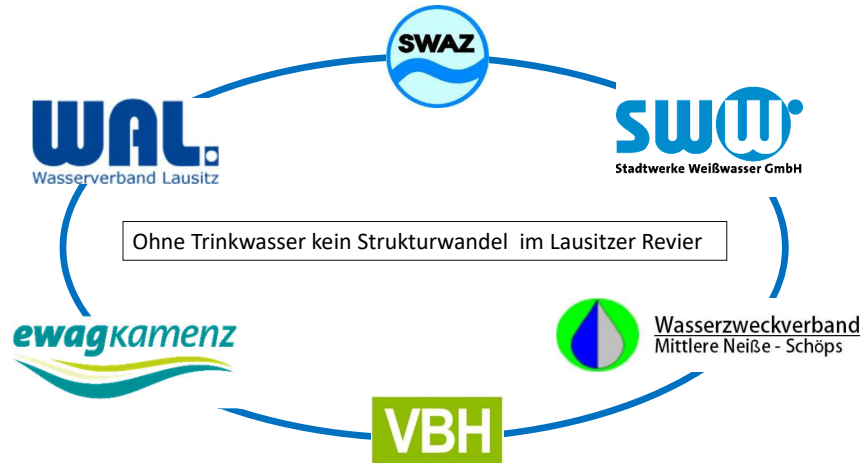 SWAZ
WAL.
Wasserverband Lausitz
SWW
Stadtwerke Weißwasser GmbH
Ohne Trinkwasser kein Strukturwandel im Lausitzer Revier
ewagkamenz
Wasserzweckverband
Mittlere Neiße - Schöps
VBH